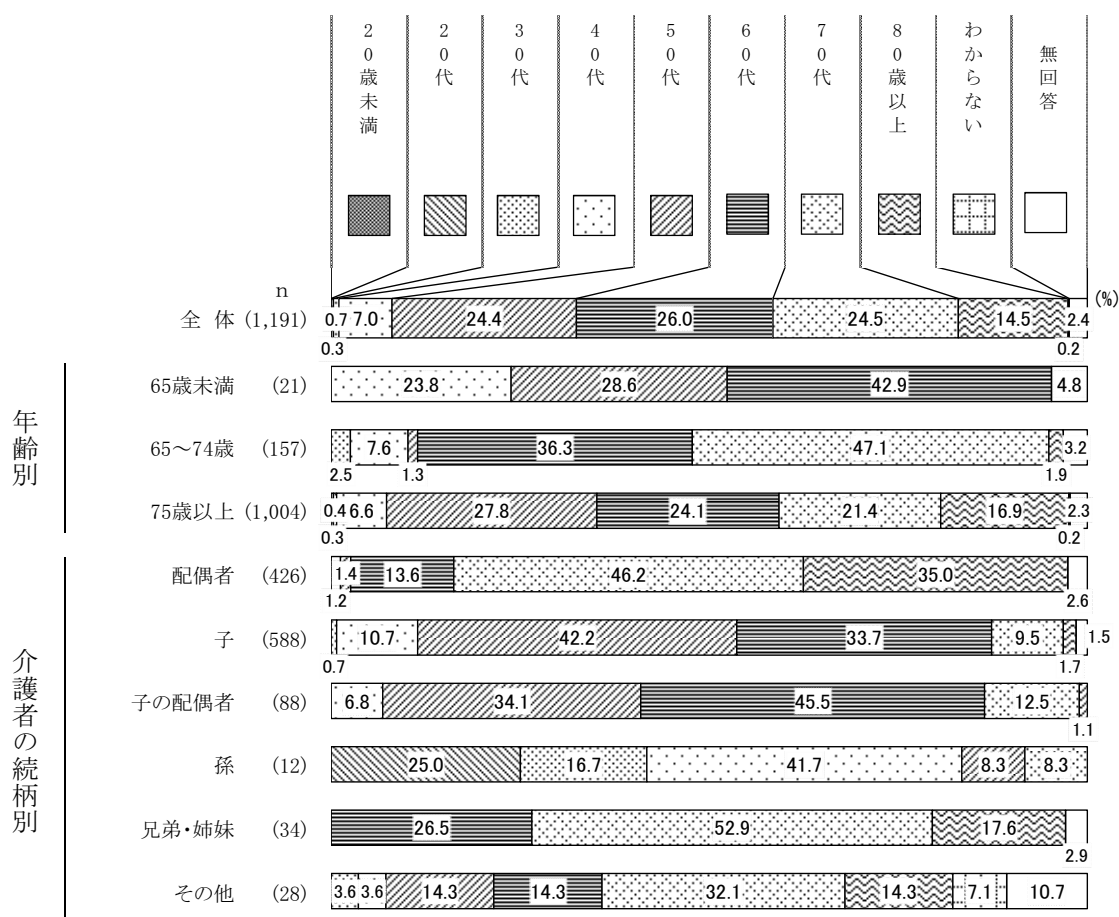 20歳未満
20代
30代
40代
50代
60代
70代
80歳以上
わからない
無回答
n
(%)
全 体 (1,191) 0.7 7.0 24.4 26.0 24.5 14.5 2.4
0.3 0.2
年齢別
65歳未満 (21) 23.8 28.6 42.9 4.8
65～74歳 (157) 7.6 36.3 47.1 3.2
2.5 1.3 1.9
75歳以上 (1,004) 0.4 6.6 27.8 24.1 21.4 16.9 2.3
0.3 0.2
介護者の続柄別
配偶者 (426) 1.4 13.6 46.2 35.0
1.2 2.6
子 (588) 10.7 42.2 33.7 9.5 1.5
0.7 1.7
子の配偶者 (88) 6.8 34.1 45.5 12.5
1.1
孫 (12) 25.0 16.7 41.7 8.3 8.3
兄弟・姉妹 (34) 26.5 52.9 17.6
2.9
その他 (28) 3.6 3.6 14.3 14.3 32.1 14.3 7.1 10.7